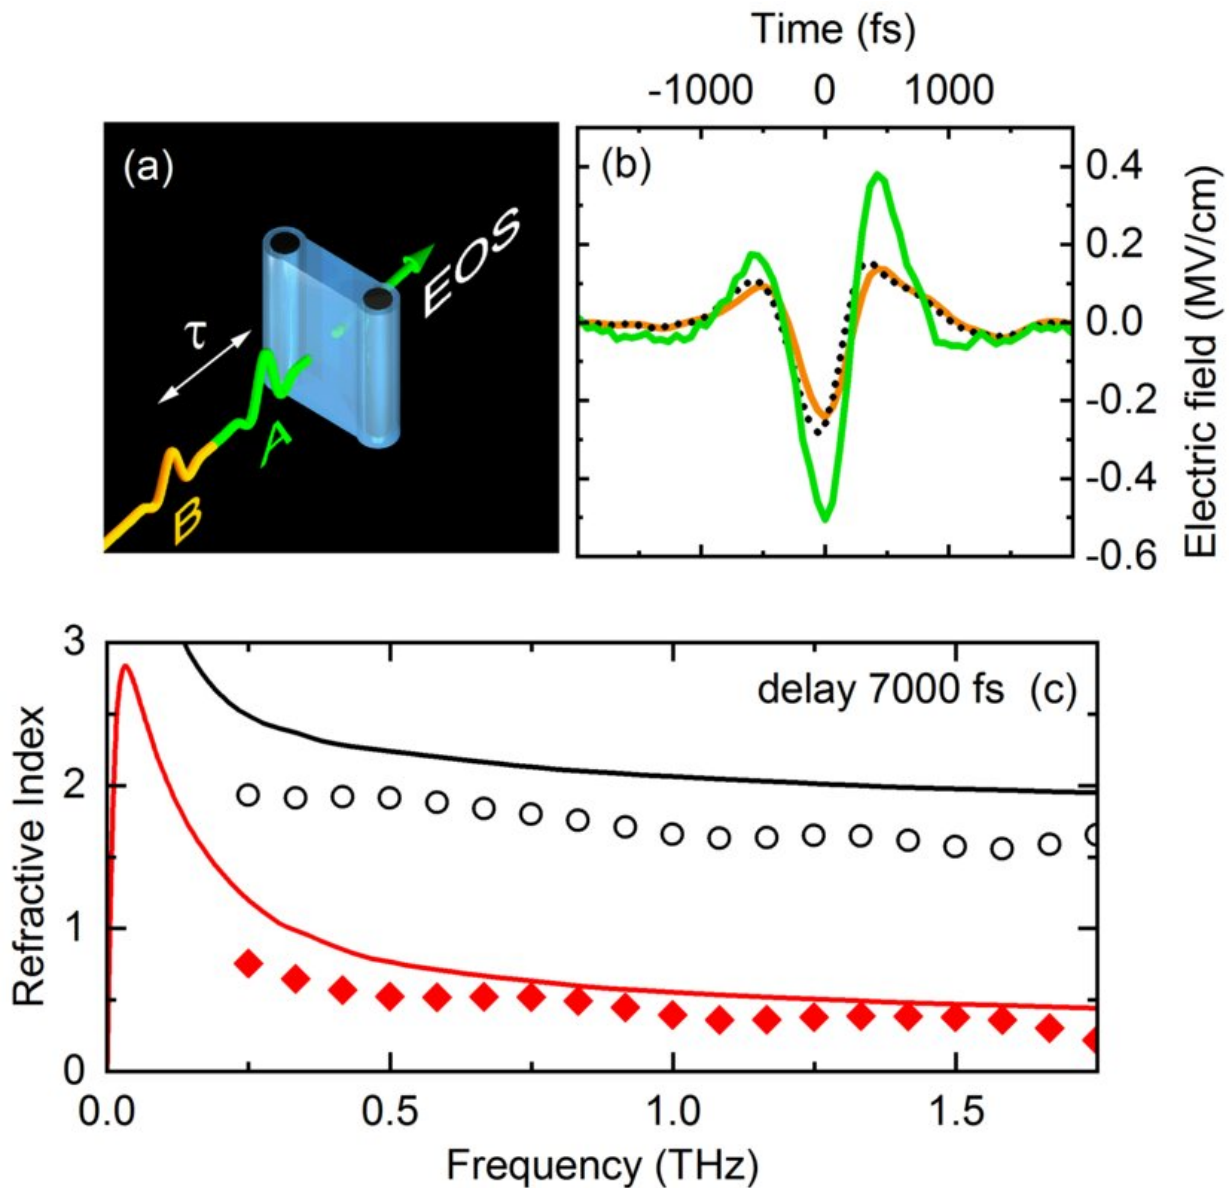 Time (fs)
-1000 0 1000
(a)
EOS
τ
A
B
(b)
0.4
0.2
0.0
-0.2
-0.4
-0.6
Electric field (MV/cm)
delay 7000 fs (c)
3
2
1
0
Refractive Index
0.0 0.5 1.0 1.5
Frequency (THz)